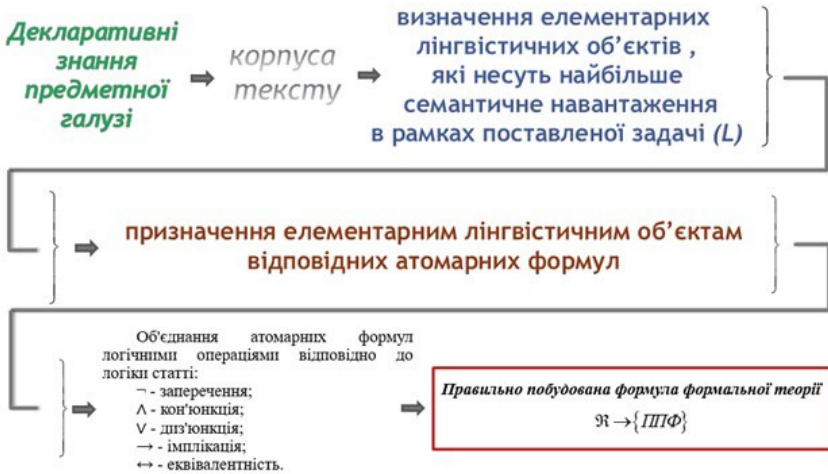 Декларативні
знання
предметної
галузі
корпуса
тексту
визначення елементарних
лінгвістичних об’єктів ,
які несуть найбільше
семантичне навантаження
в рамках поставленої задачі (L)
призначення елементарним лінгвістичним об’єктам
відповідних атомарних формул
Об'єднання атомарних формул
логічними операціями відповідно до
логіки статті:
¬ - заперечення;
∧ - кон'юнкція;
∨ - диз'юнкція;
→ - імплікація;
↔ - еквівалентність.
Правильно побудована формула формальної теорії
ℜ→{ППФ}